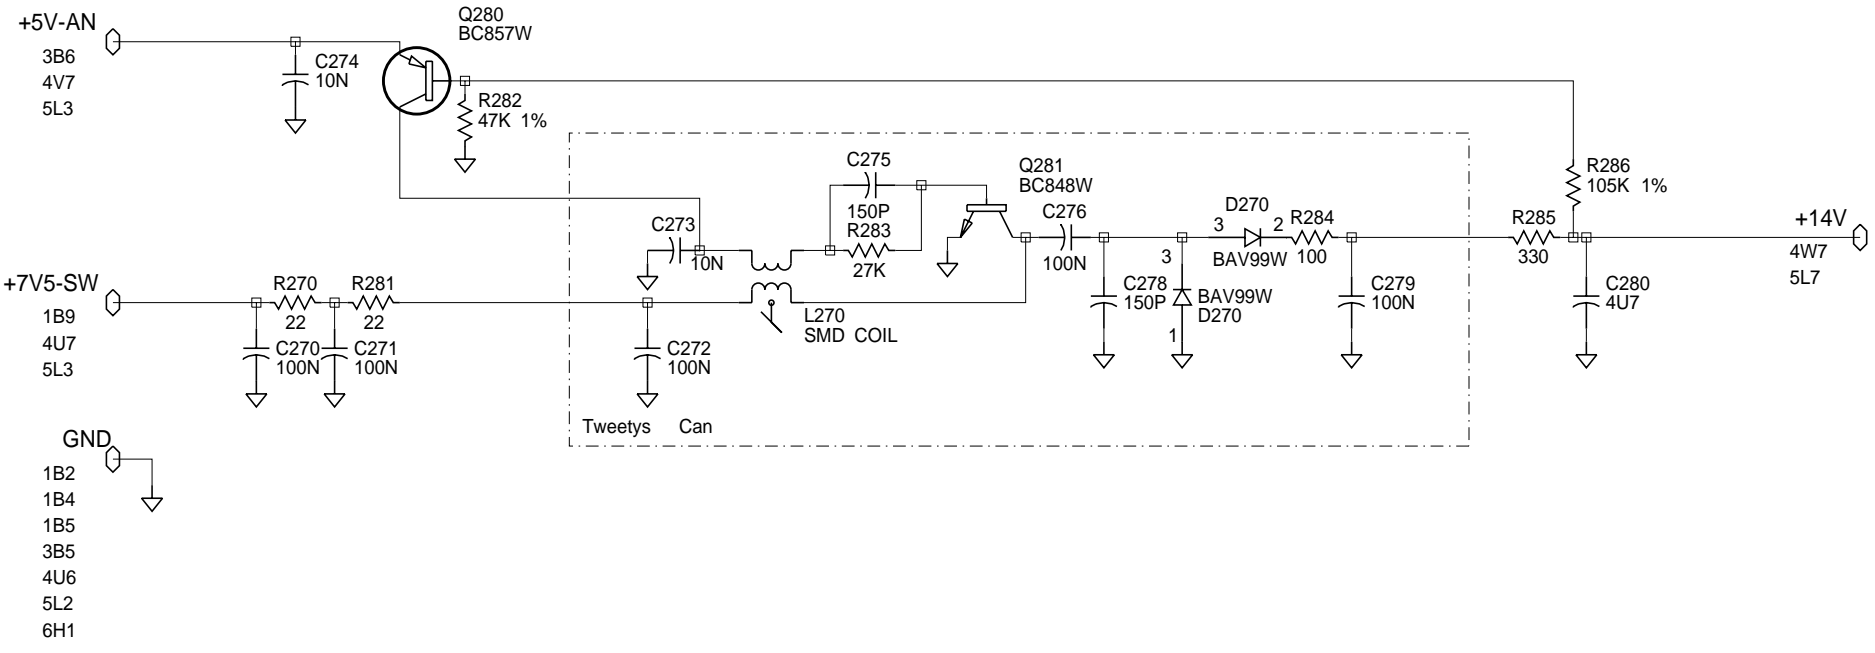 +5V-AN
3B6
4V7
5L3
Q280
BC857W
C274
10N
R282
47K 1%
C275
150P
R283
27K
Q281
BC848W
C273
10N
C276
100N
D270
3
2
BAV99W
R284
100
R286
105K 1%
R285
330
+14V
4W7
5L7
+7V5-SW
1B9
4U7
5L3
R270
22
R281
22
C270
100N
C271
100N
C272
100N
L270
SMD COIL
C278
150P
3
BAV99W
D270
1
C279
100N
C280
4U7
Tweetys Can
GND
1B2
1B4
1B5
3B5
4U6
5L2
6H1